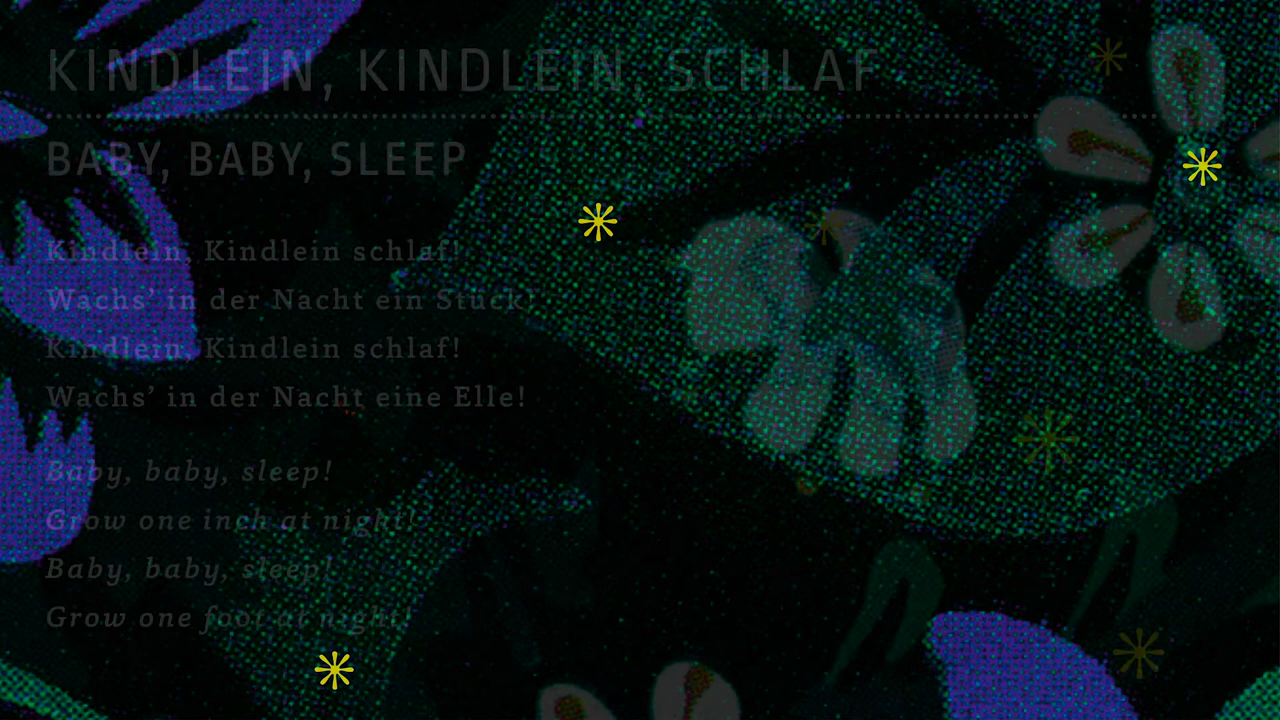 KINDLEIN, KINDLEIN, SCHLAF
BABY, BABY, SLEEP
Kindlein, Kindlein schlaf!
Wachs’ in der Nacht ein Stück!
Kindlein, Kindlein schlaf!
Wachs’ in der Nacht eine Elle!
Baby, baby, sleep!
Grow one inch at night!
Baby, baby, sleep!
Grow one foot at night!